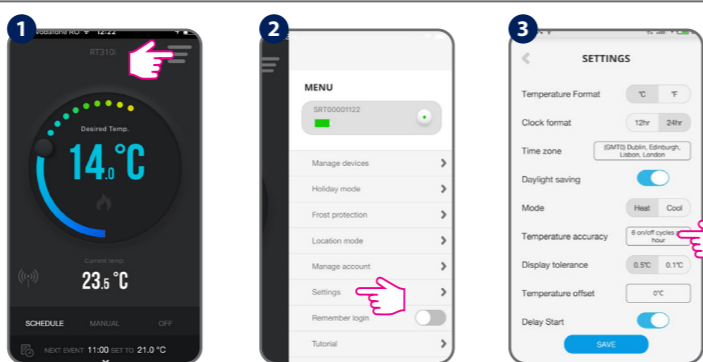 1
vodafone RO 12:22
RT310i
Desired Temp.
14.0 °C
Current temp.
23.5 °C
SCHEDULE MANUAL OFF
NEXT EVENT 11:00 SET TO 21.0 °C
2
MENU
SRT00001122
Manage devices
Holiday mode
Frost protection
Location mode
Manage account
Settings
Remember login
Tutorial
3
SETTINGS
Temperature Format °C °F
Clock format 12hr 24hr
Time zone (GMT0) Dublin, Edinburgh,
Lisbon, London
Daylight saving
Mode Heat Cool
Temperature accuracy 6 on/off cycles
hour
Display tolerance 0.5°C 0.1°C
Temperature offset 0°C
Delay Start
SAVE